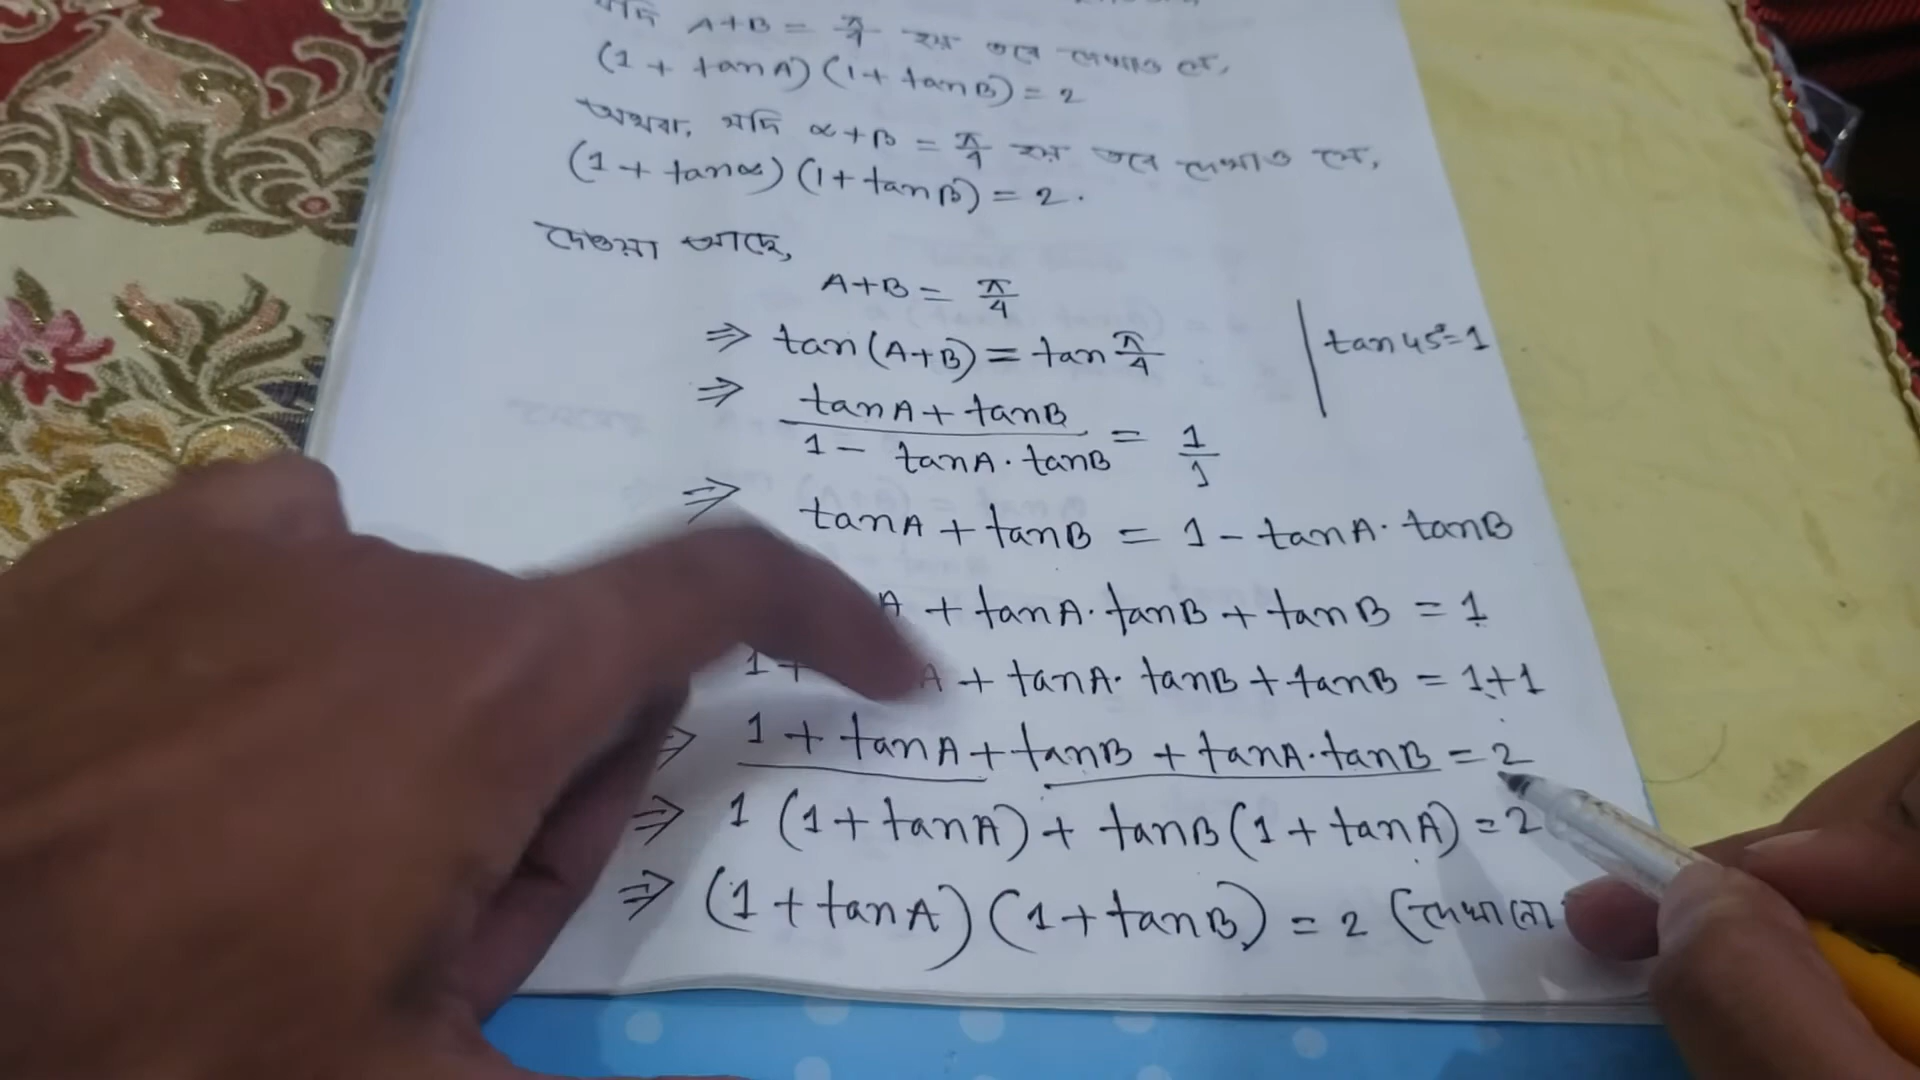 যদি A+B = π/4 হয় তবে দেখাও যে,
(1 + tanA) (1 + tanB) = 2
অথবা, যদি α+β = π/4 হয় তবে দেখাও যে,
(1 + tanα) (1 + tanβ) = 2.
দেওয়া আছে,
A+B = π/4
⇒ tan(A+B) = tan π/4 | tan 45° = 1
⇒ (tanA + tanB)/(1 - tanA · tanB) = 1/1
⇒ tanA + tanB = 1 - tanA · tanB
A + tanA · tanB + tanB = 1
1 + A + tanA · tanB + tanB = 1+1
⇒ 1 + tanA + tanB + tanA · tanB = 2
⇒ 1 (1 + tanA) + tanB (1 + tanA) = 2
⇒ (1 + tanA) (1 + tanB) = 2 (দেখানো